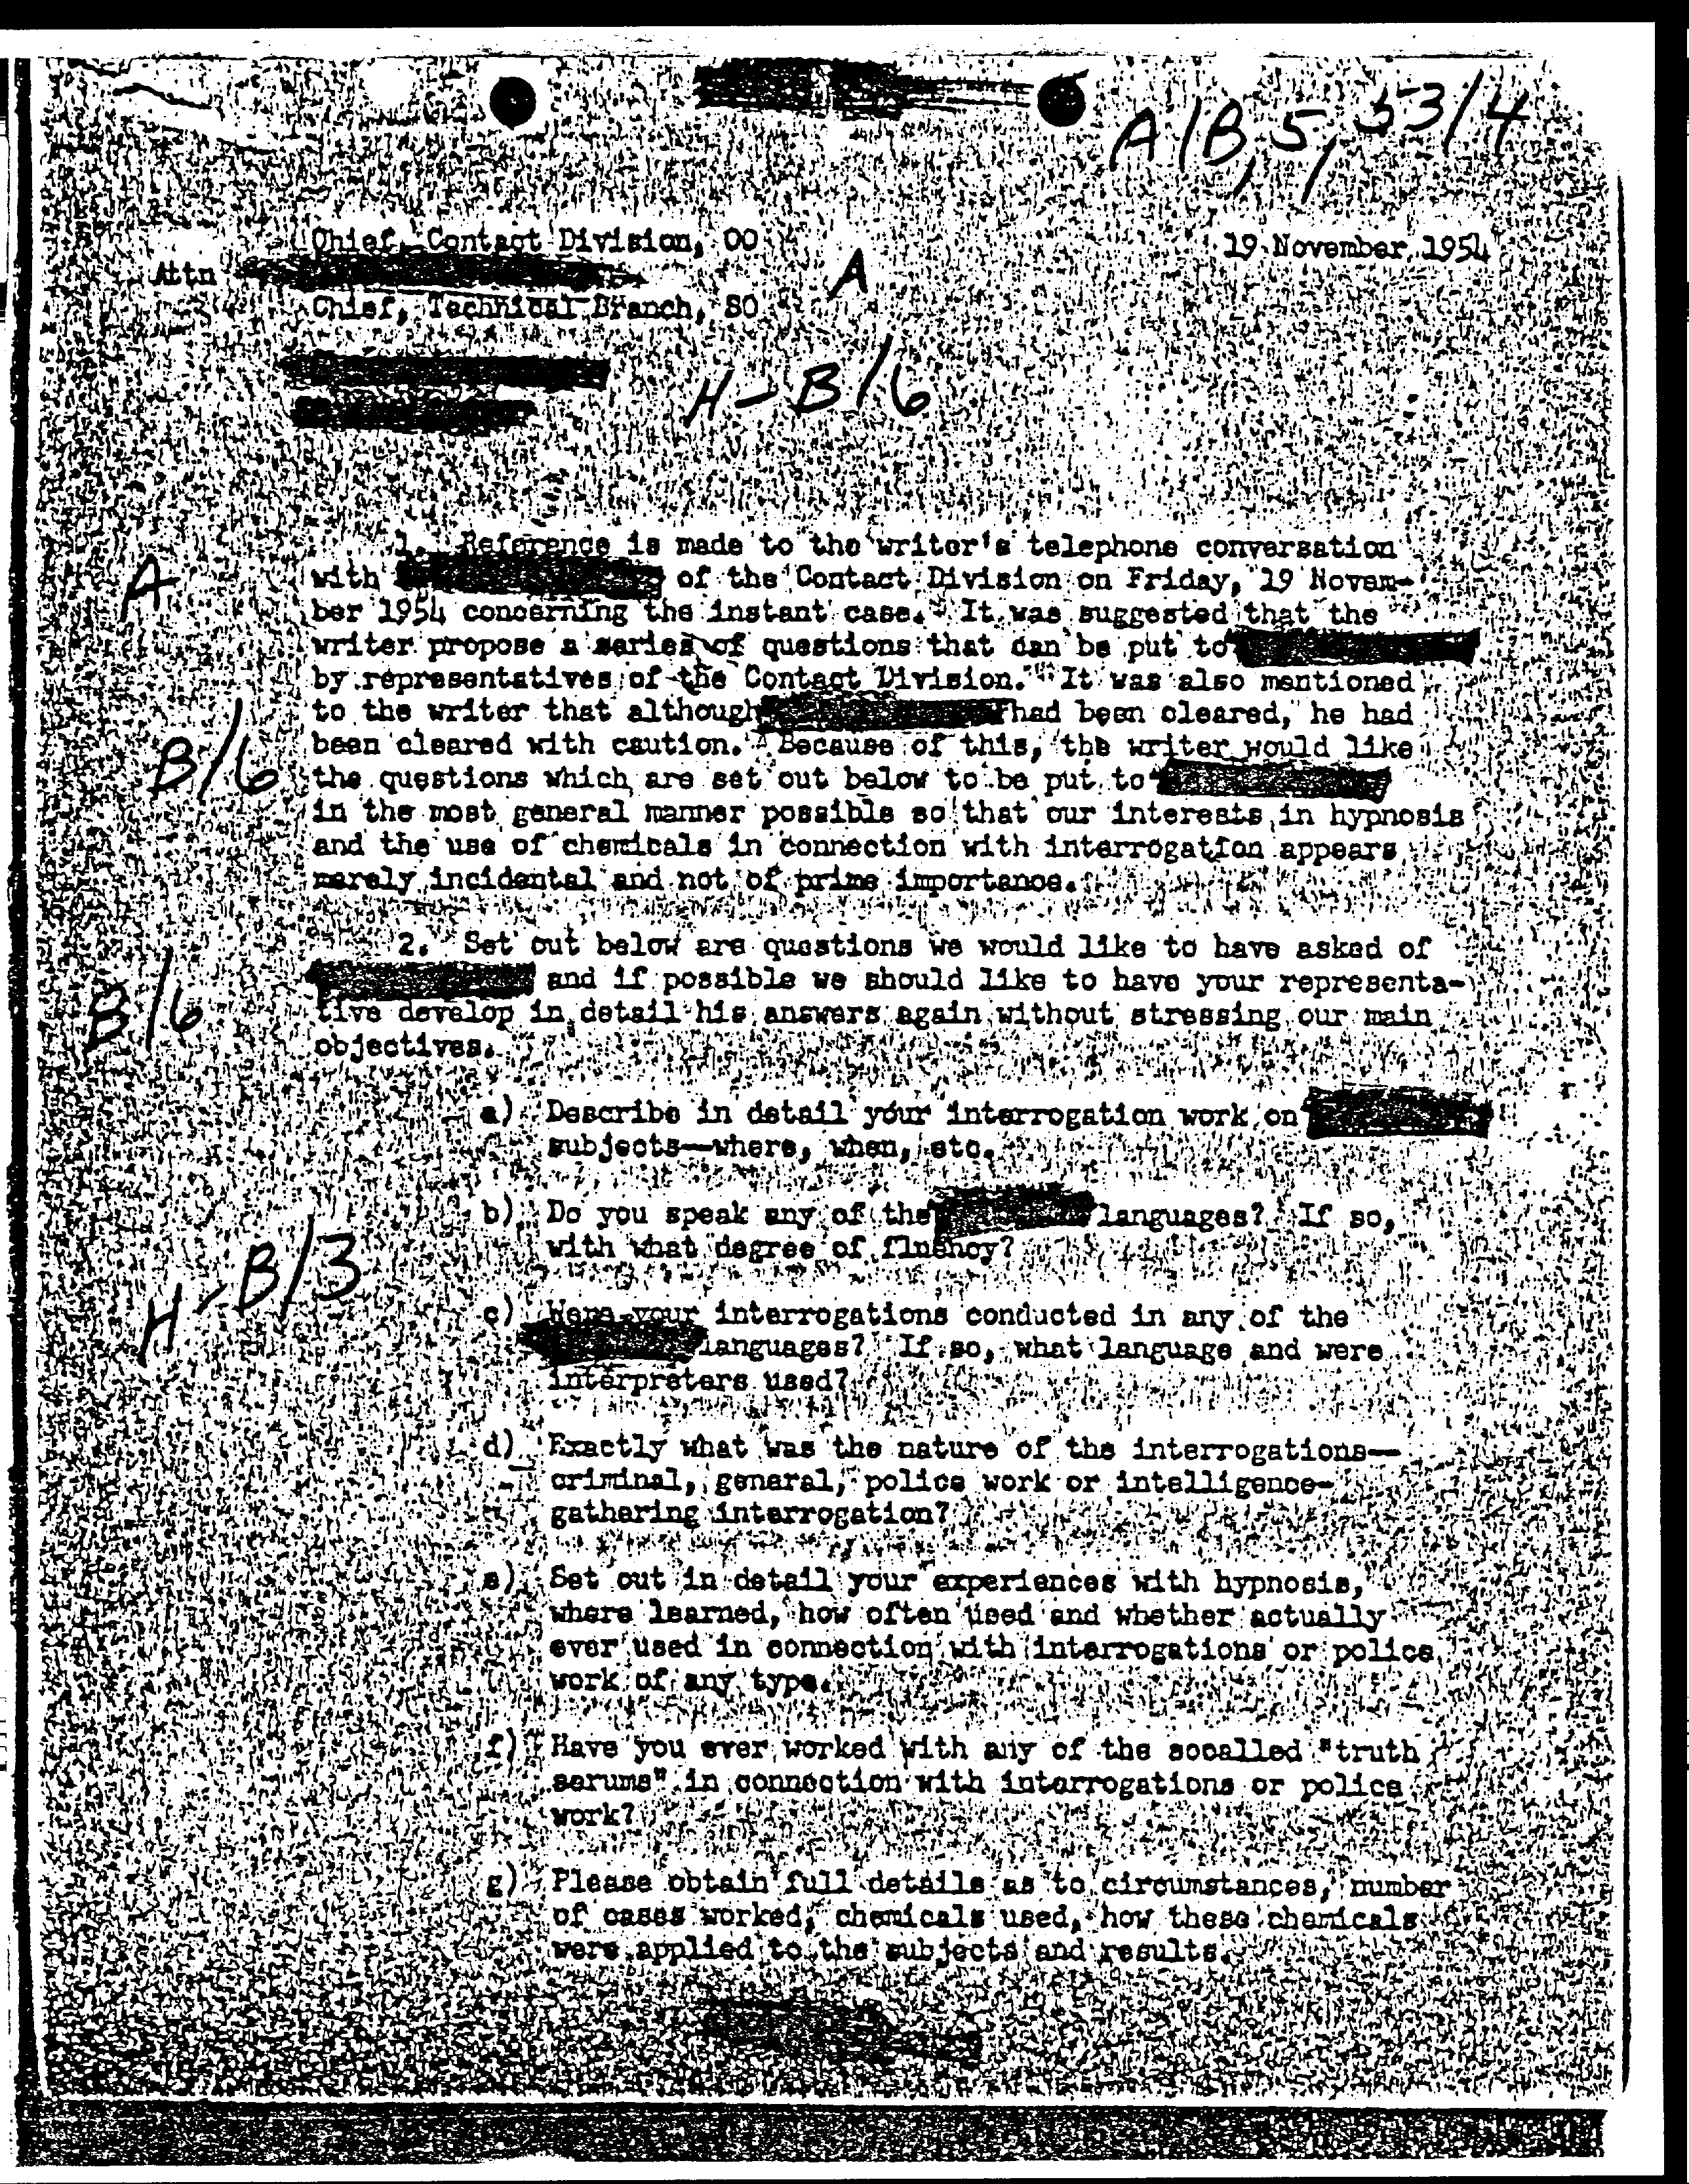 A/B, 5, 53/4
Chief, Contact Division, OO
19 November 1954
Attn
A
Chief, Technical Branch, SO
H-B/6
1. Reference is made to the writer's telephone conversation
A
with of the Contact Division on Friday, 19 Novem-
ber 1954 concerning the instant case. It was suggested that the
writer propose a series of questions that can be put to
by representatives of the Contact Division. It was also mentioned
to the writer that although had been cleared, he had
been cleared with caution. Because of this, the writer would like
B/6
the questions which are set out below to be put to
in the most general manner possible so that our interests in hypnosis
and the use of chemicals in connection with interrogation appears
merely incidental and not of prime importance.
2. Set out below are questions we would like to have asked of
and if possible we should like to have your representa-
B/6
tive develop in detail his answers again without stressing our main
objectives.
a) Describe in detail your interrogation work on
subjects—where, when, etc.
b) Do you speak any of the languages? If so,
with what degree of fluency?
H-B/3
c) Were your interrogations conducted in any of the
languages? If so, what language and were
interpreters used?
d) Exactly what was the nature of the interrogations—
criminal, general, police work or intelligence-
gathering interrogation?
e) Set out in detail your experiences with hypnosis,
where learned, how often used and whether actually
ever used in connection with interrogations or police
work of any type.
f) Have you ever worked with any of the socalled "truth
serums" in connection with interrogations or police
work?
g) Please obtain full details as to circumstances, number
of cases worked, chemicals used, how these chemicals
were applied to the subjects and results.